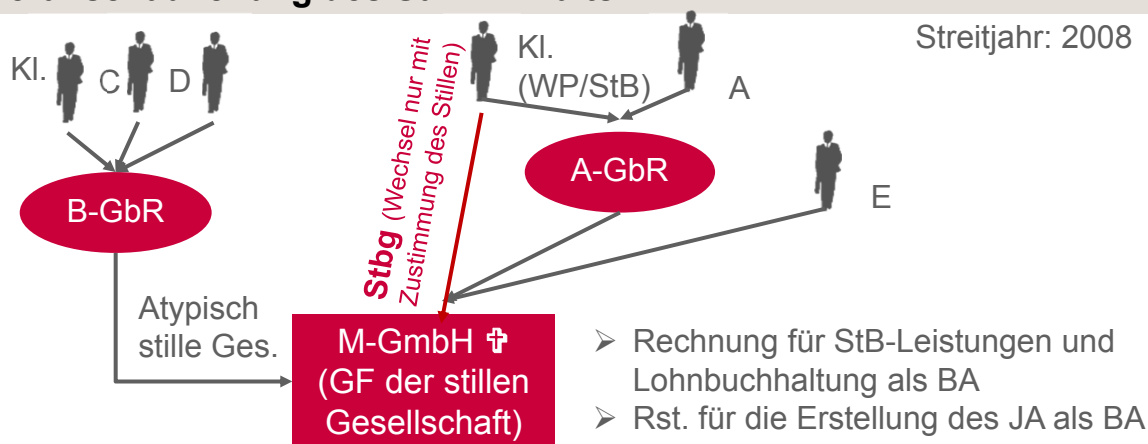 Streitjahr: 2008
Kl.
C
D
Kl.
(WP/StB)
A
Stbg (Wechsel nur mit
Zustimmung des Stillen)
A-GbR
E
B-GbR
Atypisch
stille Ges.
M-GmbH ✞
(GF der stillen
Gesellschaft)
➢ Rechnung für StB-Leistungen und
Lohnbuchhaltung als BA
➢ Rst. für die Erstellung des JA als BA